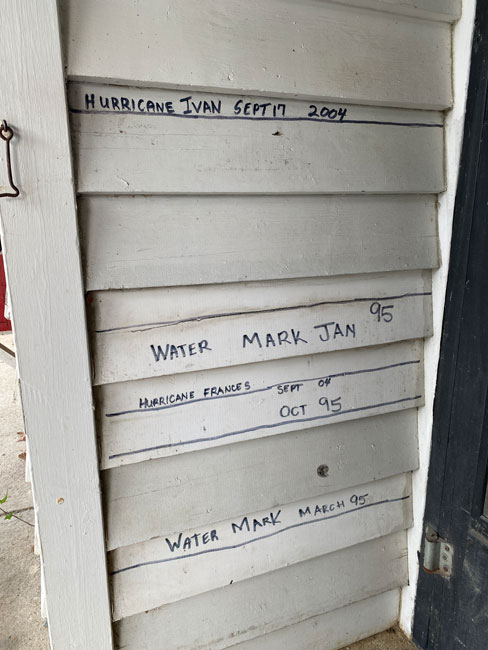 HURRICANE IVAN SEPT 17 2004
WATER MARK JAN 95
HURRICANE FRANCES SEPT 04
OCT 95
WATER MARK MARCH 95